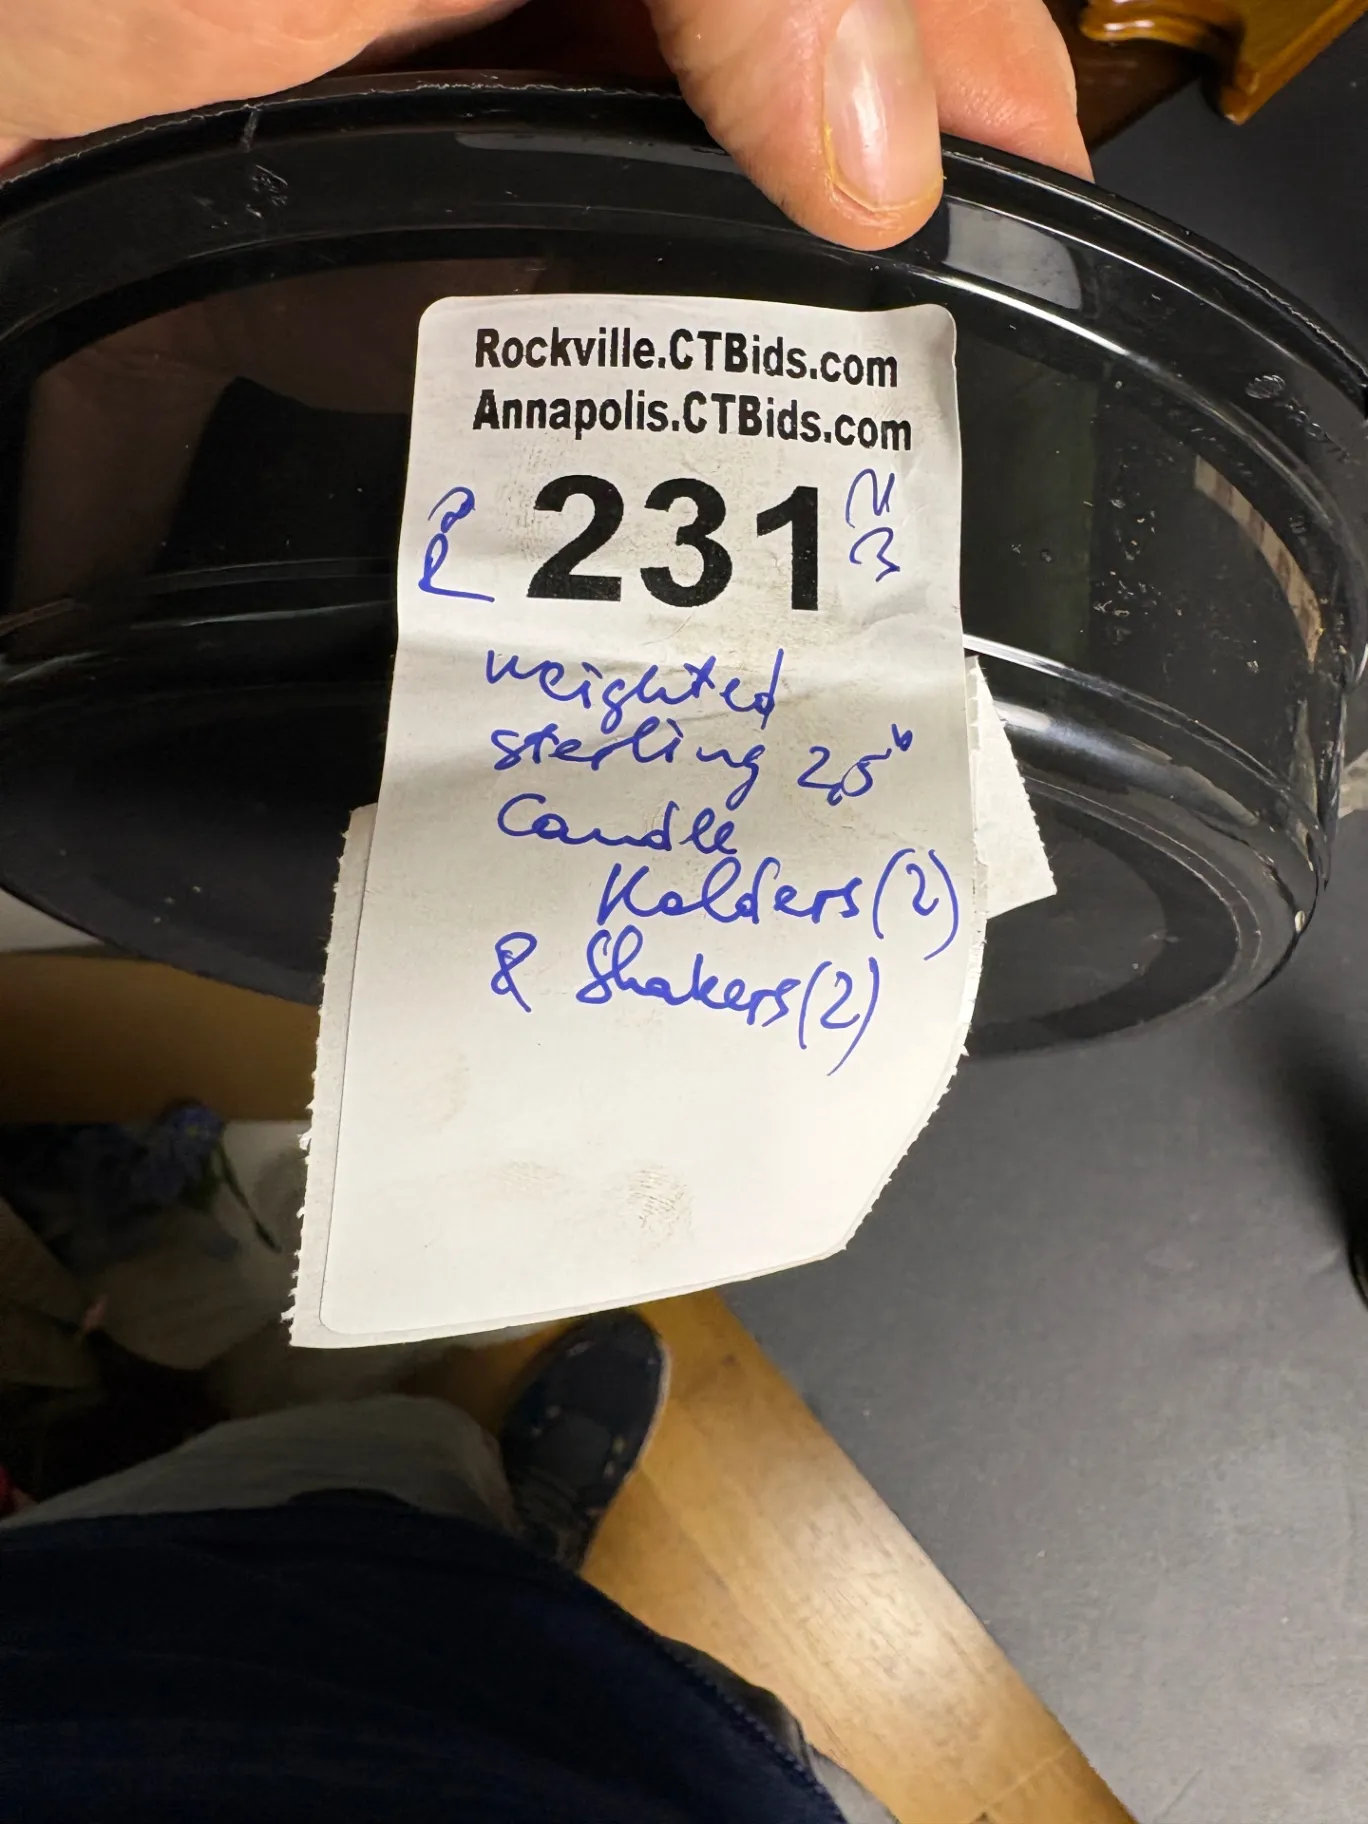 Rockville.CTBids.com
Annapolis.CTBids.com
231
weighted
sterling 2,5"
Candle
Holders (2)
& Shakers (2)